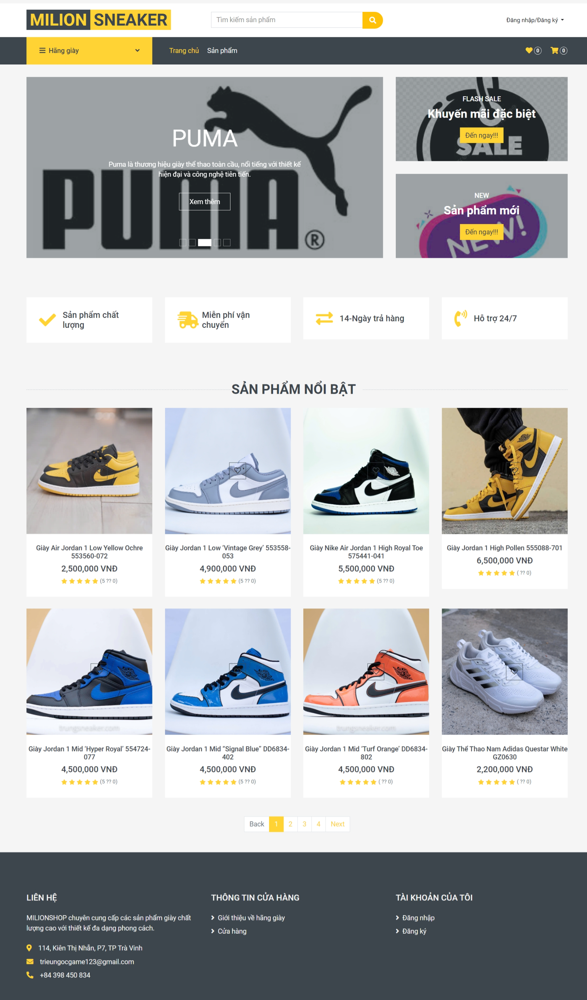 MILION SNEAKER
Tìm kiếm sản phẩm
Đăng nhập/Đăng ký
Hãng giày
Trang chủ
Sản phẩm
0
0
PUMA
Puma là thương hiệu giày thể thao toàn cầu, nổi tiếng với thiết kế
hiện đại và công nghệ tiên tiến.
Xem thêm
PUMA®
FLASH SALE
Khuyến mãi đặc biệt
Đến ngay!!!
SALE
NEW
Sản phẩm mới
Đến ngay!!!
NEW!
Sản phẩm chất
lượng
Miễn phí vận
chuyển
14-Ngày trả hàng
Hỗ trợ 24/7
SẢN PHẨM NỔI BẬT
Giày Air Jordan 1 Low Yellow Ochre
553560-072
2,500,000 VNĐ
(5 ?? 0)
Giày Jordan 1 Low ‘Vintage Grey’ 553558-
053
4,900,000 VNĐ
(5 ?? 0)
Giày Nike Air Jordan 1 High Royal Toe
575441-041
5,500,000 VNĐ
(5 ?? 0)
Giày Jordan 1 High Pollen 555088-701
6,500,000 VNĐ
( ?? 0)
trungsneaker.com
Giày Jordan 1 Mid ‘Hyper Royal’ 554724-
077
4,500,000 VNĐ
(5 ?? 0)
Giày Jordan 1 Mid “Signal Blue” DD6834-
402
4,500,000 VNĐ
(5 ?? 0)
trungsneaker.com
Giày Jordan 1 Mid ‘Turf Orange’ DD6834-
802
4,500,000 VNĐ
( ?? 0)
Giày Thể Thao Nam Adidas Questar White
GZ0630
2,200,000 VNĐ
( ?? 0)
Back 1 2 3 4 Next
LIÊN HỆ
MILIONSHOP chuyên cung cấp các sản phẩm giày chất
lượng cao với thiết kế đa dạng phong cách.
114, Kiên Thị Nhẫn, P7, TP Trà Vinh
trieungocgame123@gmail.com
+84 398 450 834
THÔNG TIN CỬA HÀNG
Giới thiệu về hãng giày
Cửa hàng
TÀI KHOẢN CỦA TÔI
Đăng nhập
Đăng ký